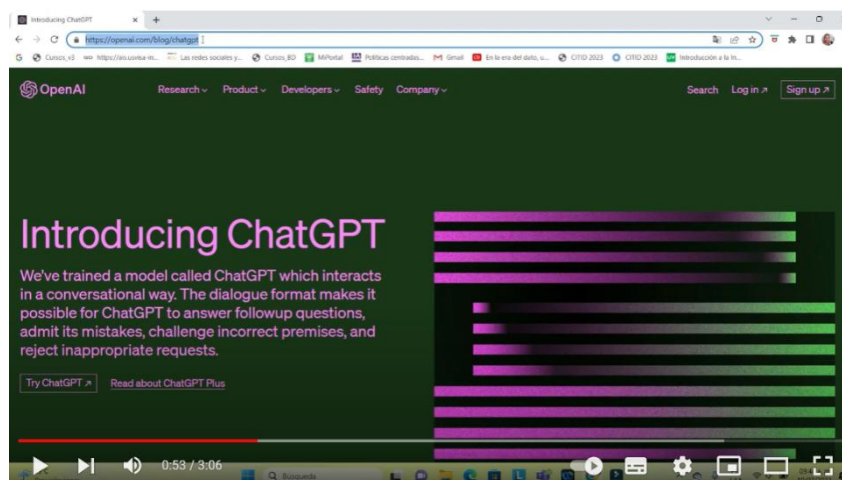 Introducing ChatGPT
https://openai.com/blog/chatgpt
G Cursos_v3 https://ais.usvisa-in... Las redes sociales y... Cursos_BD MiPortal Políticas centradas... Gmail En la era del dato, u... CITID 2023 CITID 2023 Introducción a la In...
OpenAI Research Product Developers Safety Company Search Log in Sign up
Introducing ChatGPT
We've trained a model called ChatGPT which interacts
in a conversational way. The dialogue format makes it
possible for ChatGPT to answer followup questions,
admit its mistakes, challenge incorrect premises, and
reject inappropriate requests.
Try ChatGPT Read about ChatGPT Plus
0:53 / 3:06
Búsqueda